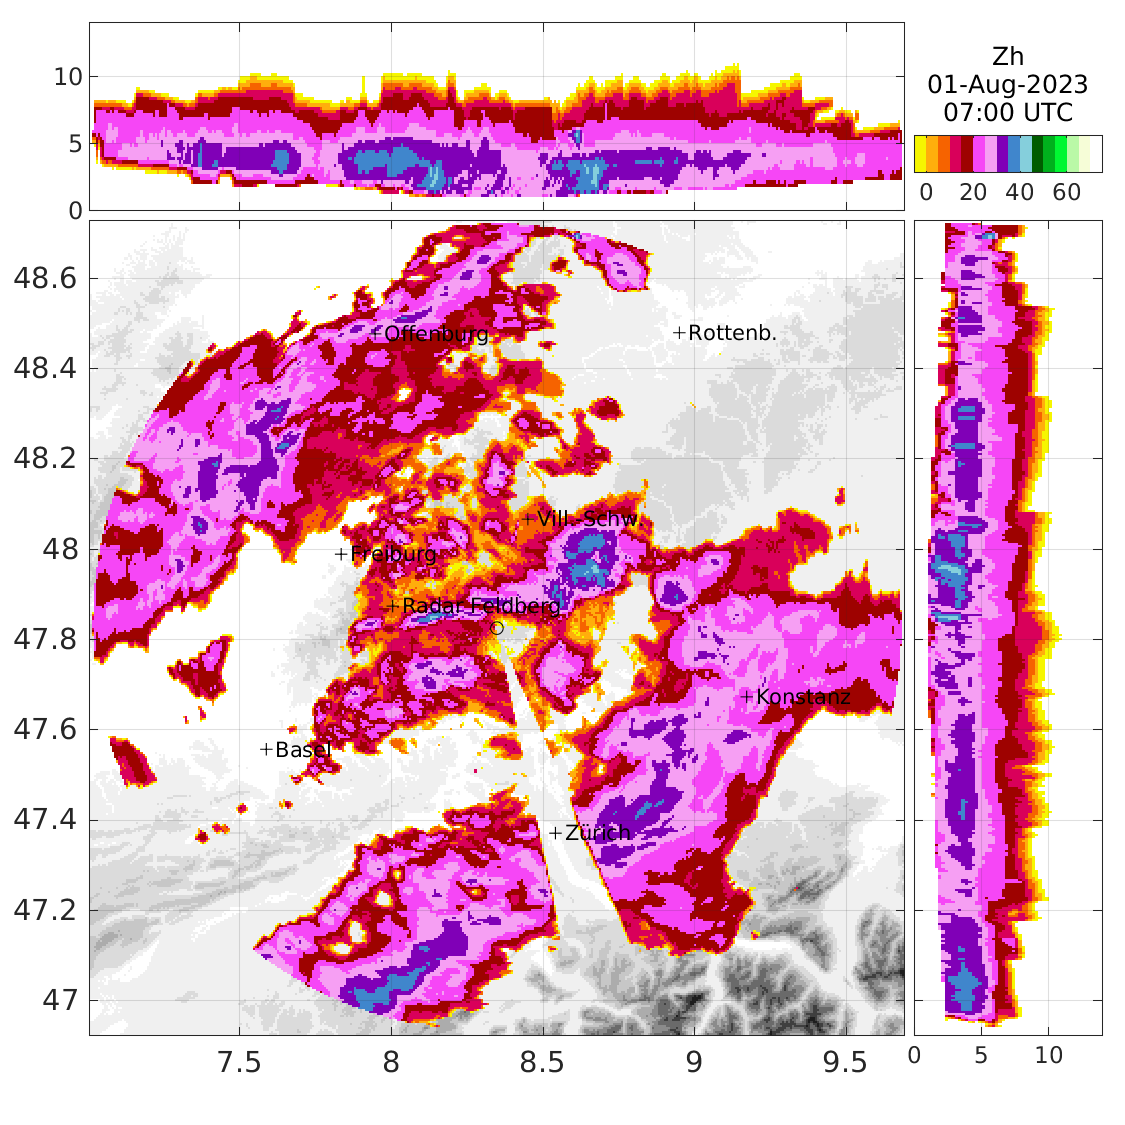 10
5
0
Zh
01-Aug-2023
07:00 UTC
0 20 40 60
48.6
48.4
48.2
48
47.8
47.6
47.4
47.2
47
+Offenburg
+Rottenb.
+Vill.-Schw.
+Freiburg
+Radar Feldberg
+Konstanz
+Basel
+Zürich
7.5 8 8.5 9 9.5
0 5 10